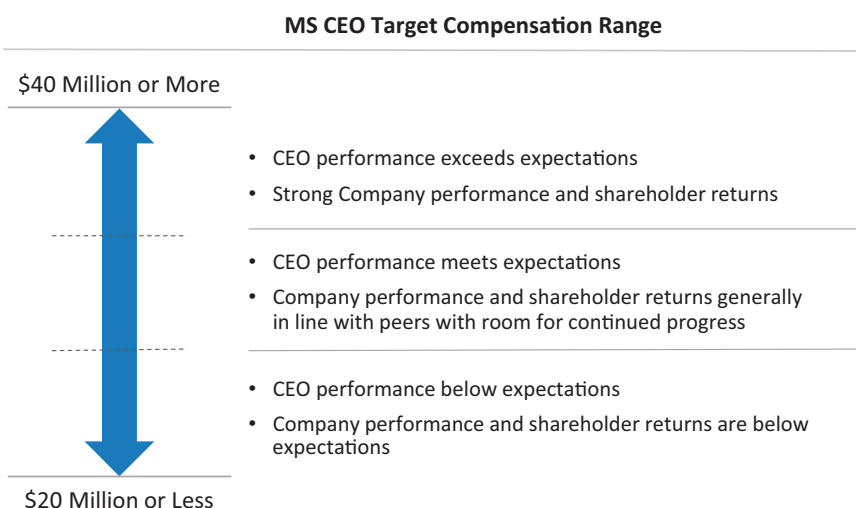 MS CEO Target Compensation Range
$40 Million or More
• CEO performance exceeds expectations
• Strong Company performance and shareholder returns
• CEO performance meets expectations
• Company performance and shareholder returns generally
in line with peers with room for continued progress
• CEO performance below expectations
• Company performance and shareholder returns are below
expectations
$20 Million or Less